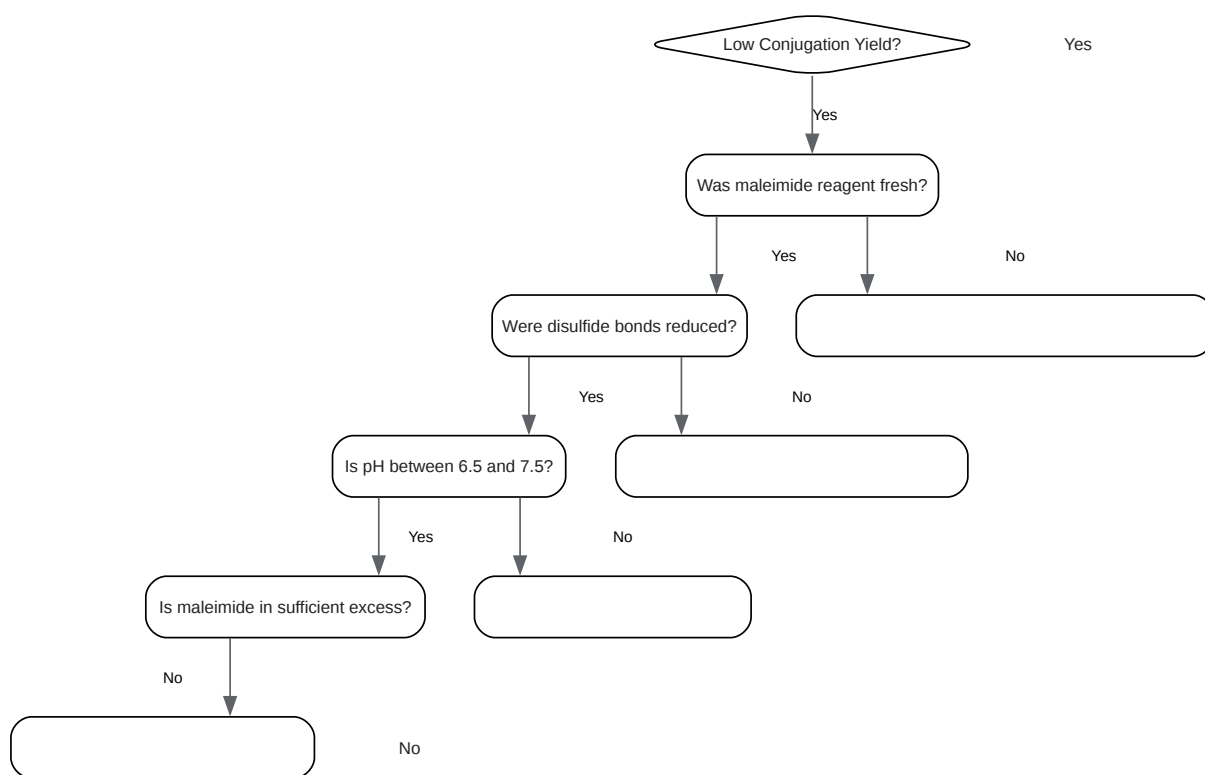 Low Conjugation Yield?
Yes
Yes
Was maleimide reagent fresh?
Yes
No
Were disulfide bonds reduced?
Yes
No
Is pH between 6.5 and 7.5?
Yes
No
Is maleimide in sufficient excess?
No
No